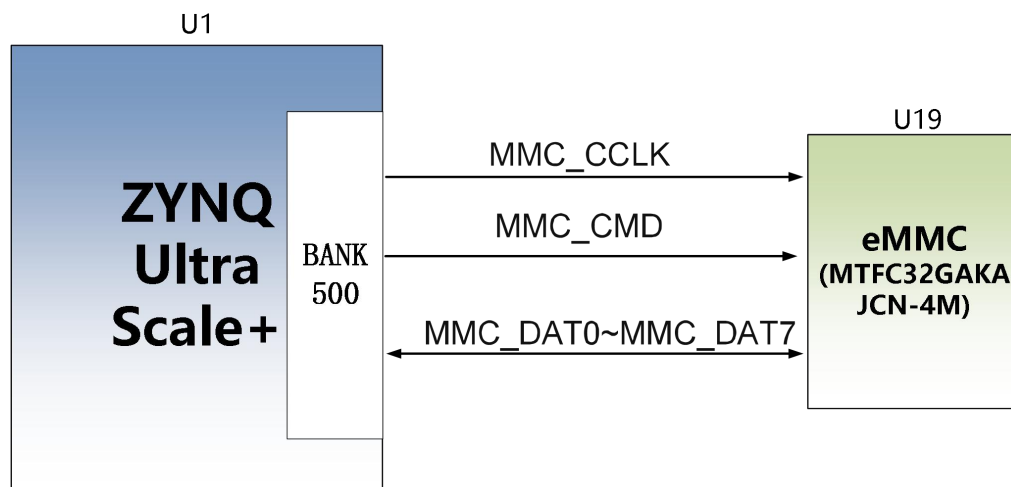 U1
U19
ZYNQ
Ultra
Scale+
BANK
500
MMC_CCLK
MMC_CMD
MMC_DAT0~MMC_DAT7
eMMC
(MTFC32GAKA
JCN-4M)